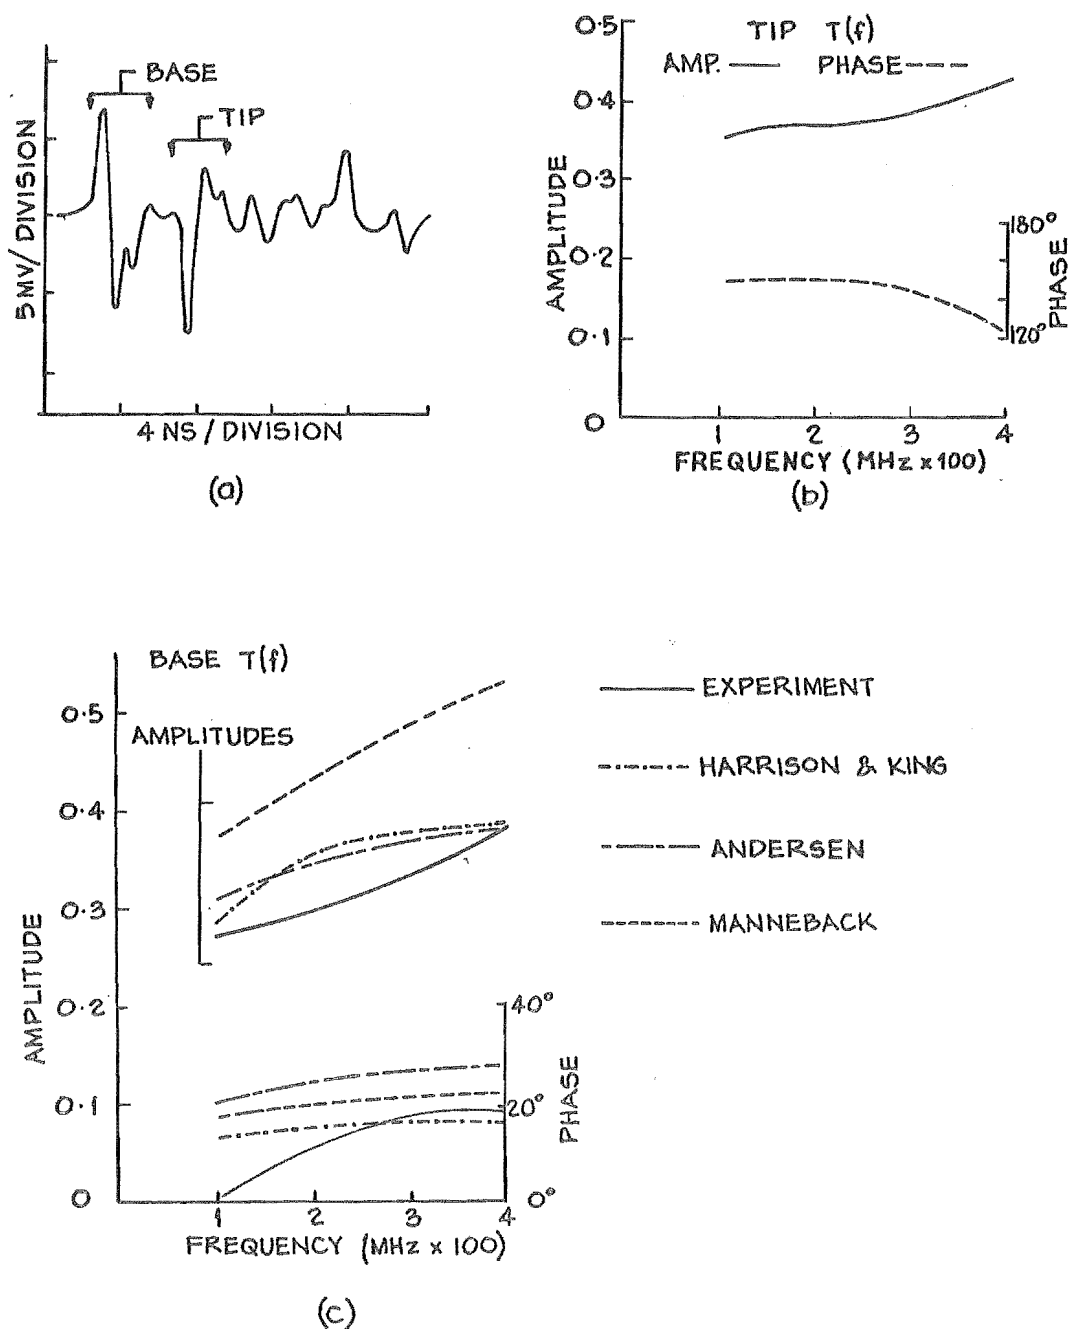 BASE
TIP
5MV/ DIVISION
4 NS / DIVISION
(a)
TIP T(f)
AMP. PHASE
0.5
0.4
0.3
0.2
0.1
0
AMPLITUDE
180°
120°
PHASE
1 2 3 4
FREQUENCY (MHz x 100)
(b)
BASE T(f)
AMPLITUDES
0.5
0.4
0.3
0.2
0.1
0
AMPLITUDE
40°
20°
0°
PHASE
1 2 3 4
FREQUENCY (MHz x 100)
(c)
EXPERIMENT
HARRISON & KING
ANDERSEN
MANNEBACK